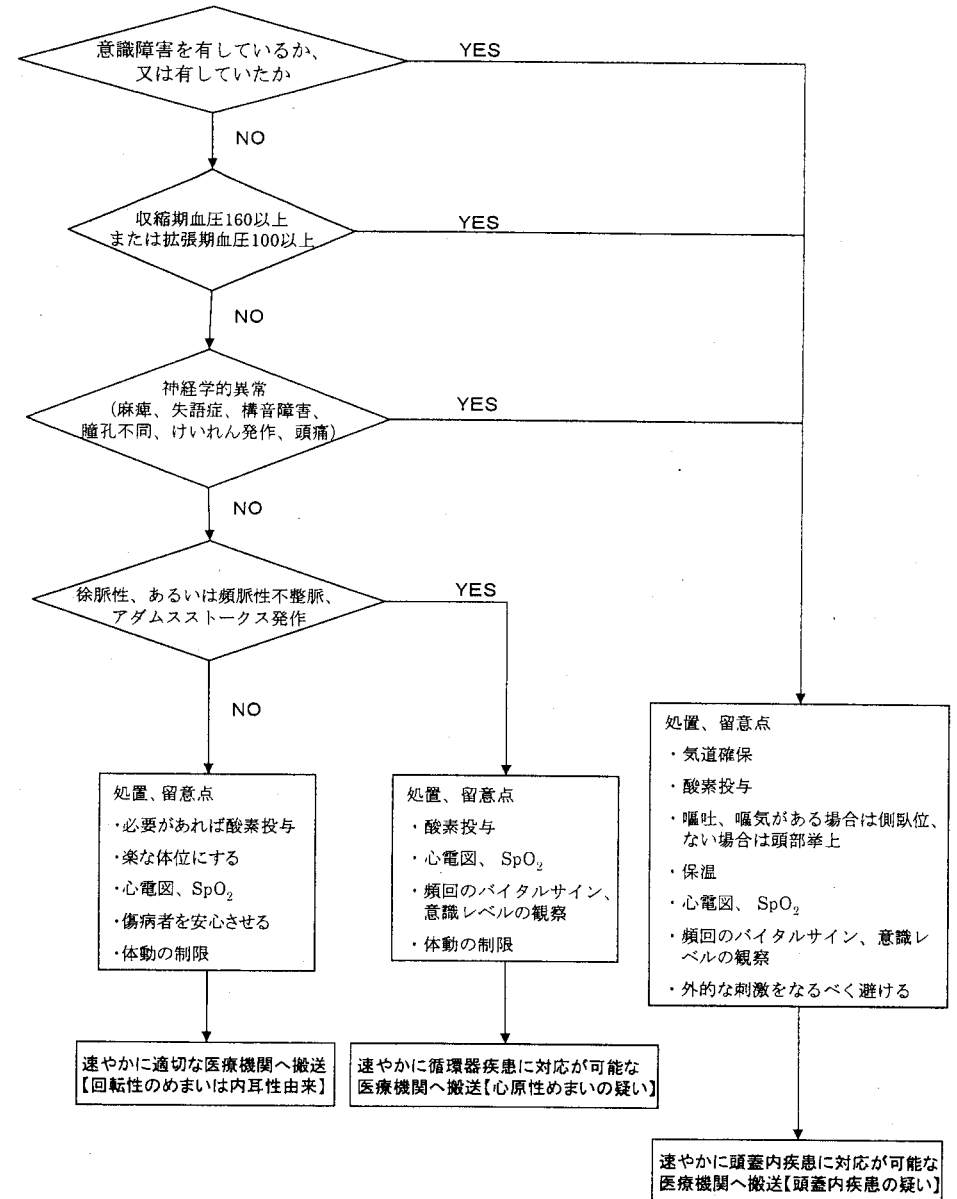 意識障害を有しているか、
又は有していたか
YES
NO
収縮期血圧160以上
または拡張期血圧100以上
YES
NO
神経学的異常
（麻痺、失語症、構音障害、
瞳孔不同、けいれん発作、頭痛）
YES
NO
徐脈性、あるいは頻脈性不整脈、
アダムスストークス発作
YES
NO
処置、留意点
・必要があれば酸素投与
・楽な体位にする
・心電図、SpO₂
・傷病者を安心させる
・体動の制限
速やかに適切な医療機関へ搬送
【回転性のめまいは内耳性由来】
処置、留意点
・酸素投与
・心電図、 SpO₂
・頻回のバイタルサイン、
意識レベルの観察
・体動の制限
速やかに循環器疾患に対応が可能な
医療機関へ搬送【心原性めまいの疑い】
処置、留意点
・気道確保
・酸素投与
・嘔吐、嘔気がある場合は側臥位、
ない場合は頭部挙上
・保温
・心電図、 SpO₂
・頻回のバイタルサイン、意識レ
ベルの観察
・外的な刺激をなるべく避ける
速やかに頭蓋内疾患に対応が可能な
医療機関へ搬送【頭蓋内疾患の疑い】